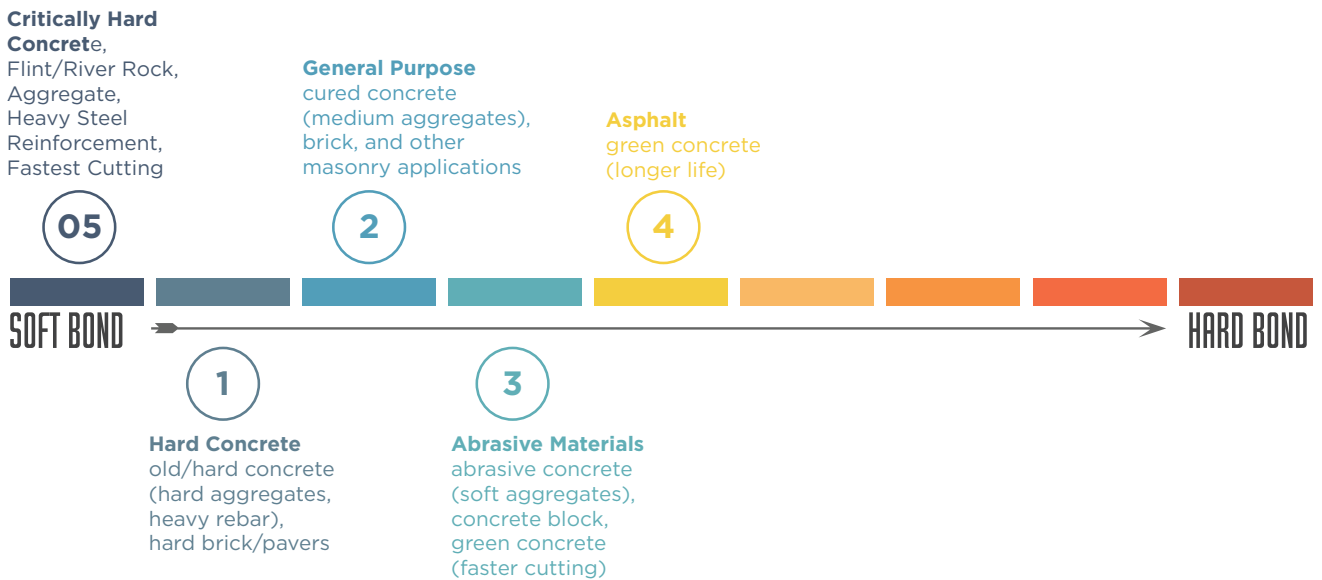 Critically Hard
Concrete,
Flint/River Rock,
Aggregate,
Heavy Steel
Reinforcement,
Fastest Cutting
05
General Purpose
cured concrete
(medium aggregates),
brick, and other
masonry applications
2
Asphalt
green concrete
(longer life)
4
SOFT BOND
HARD BOND
1
Hard Concrete
old/hard concrete
(hard aggregates,
heavy rebar),
hard brick/pavers
3
Abrasive Materials
abrasive concrete
(soft aggregates),
concrete block,
green concrete
(faster cutting)